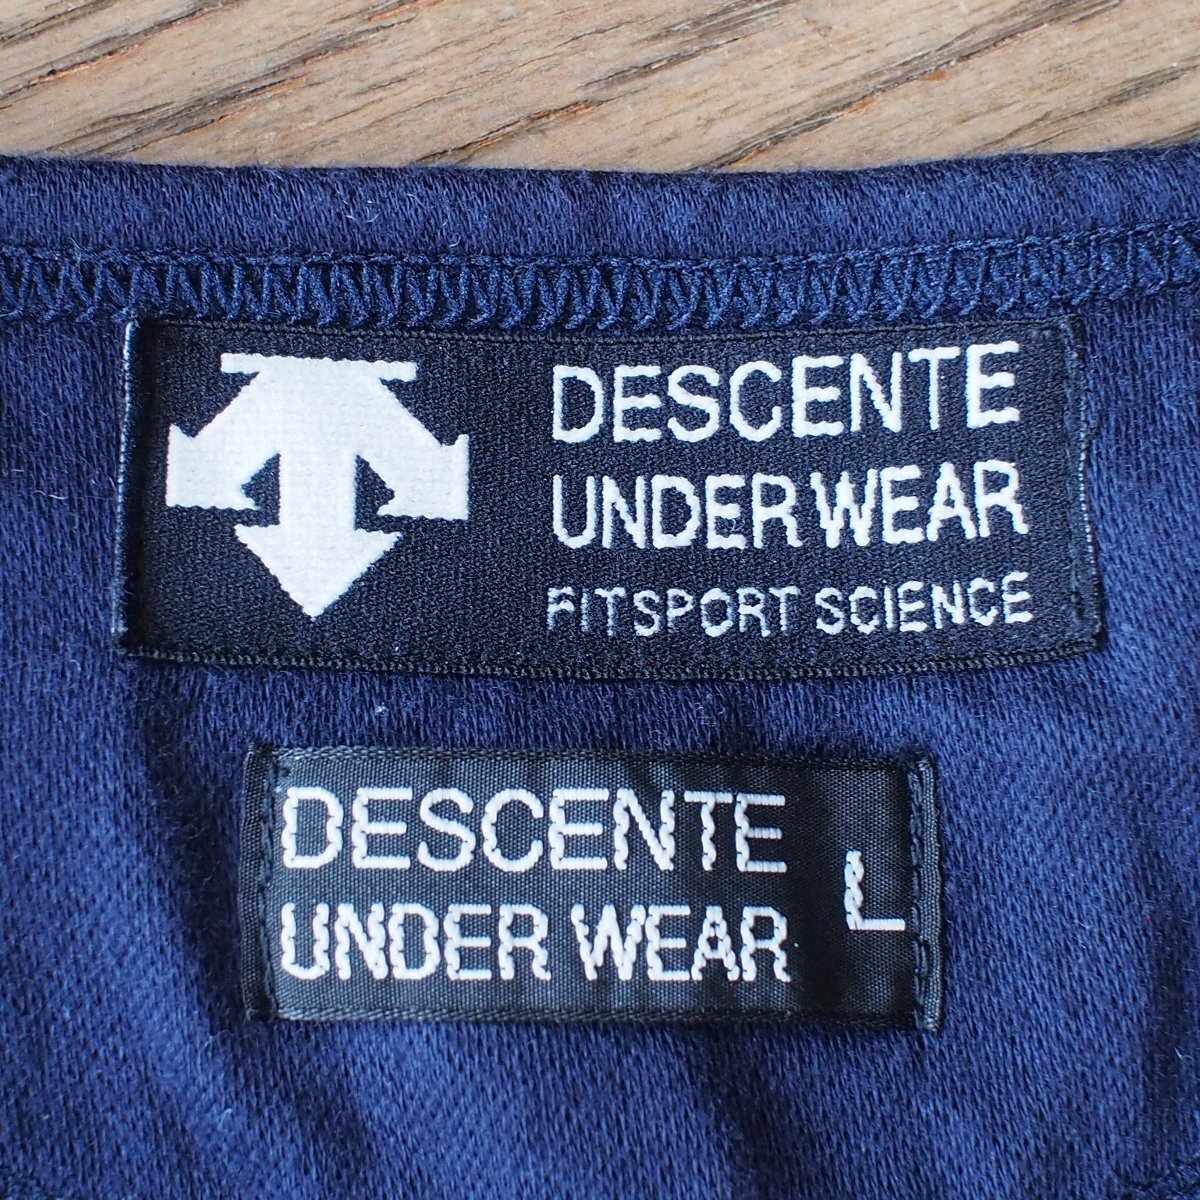 DESCENTE
UNDER WEAR
FITSPORT SCIENCE
DESCENTE
UNDER WEAR
L